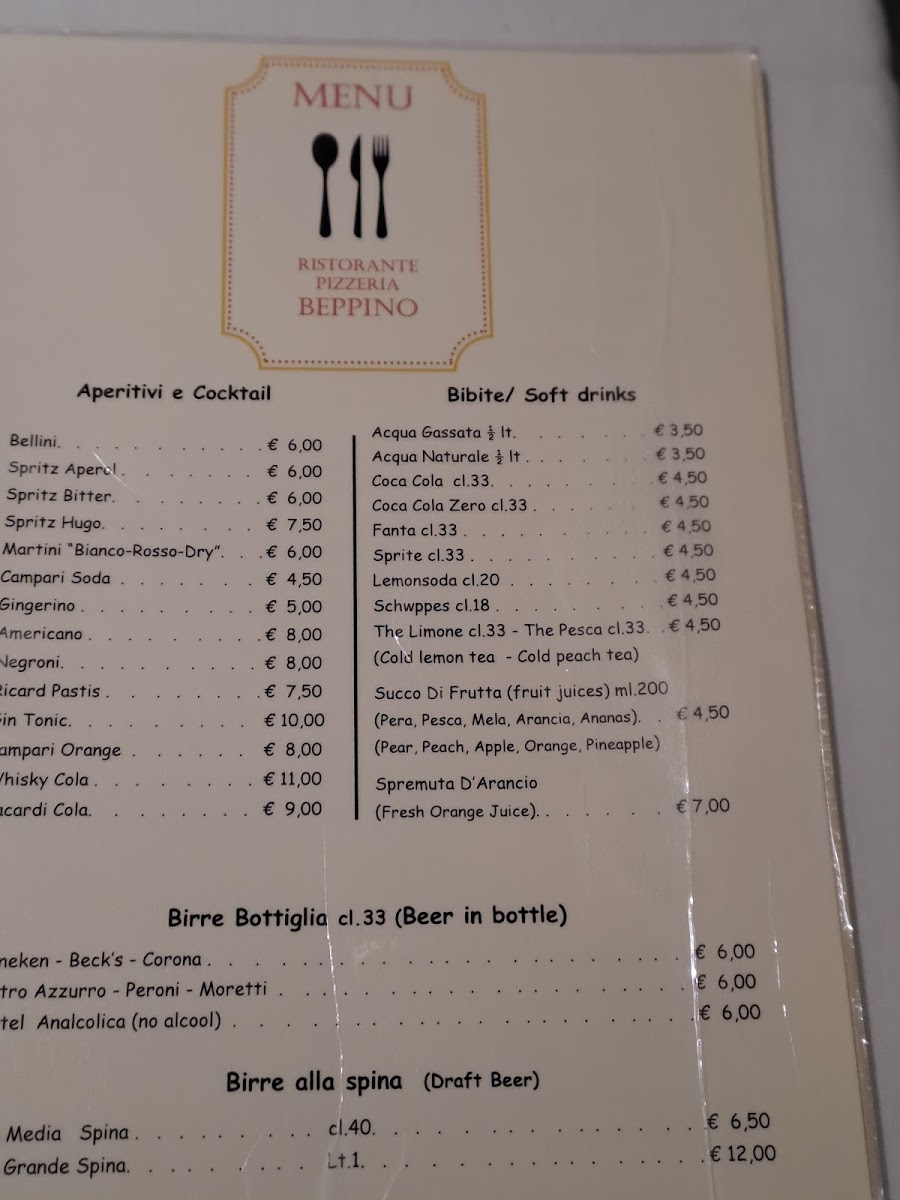 MENU
RISTORANTE
PIZZERIA
BEPPINO
Aperitivi e Cocktail
Bellini. . . . . . . . . . € 6,00
Spritz Aperol . . . . . . . € 6,00
Spritz Bitter. . . . . . . . € 6,00
Spritz Hugo. . . . . . . . € 7,50
Martini "Bianco-Rosso-Dry". . . € 6,00
Campari Soda . . . . . . . € 4,50
Gingerino . . . . . . . . . € 5,00
Americano . . . . . . . . . € 8,00
Negroni. . . . . . . . . . € 8,00
Ricard Pastis . . . . . . . . € 7,50
in Tonic. . . . . . . . . . € 10,00
ampari Orange . . . . . . . € 8,00
hisky Cola . . . . . . . . . € 11,00
acardi Cola. . . . . . . . . € 9,00
Bibite/ Soft drinks
Acqua Gassata ½ lt. . . . . . . € 3,50
Acqua Naturale ½ lt . . . . . . € 3,50
Coca Cola cl.33. . . . . . . . € 4,50
Coca Cola Zero cl.33 . . . . . . € 4,50
Fanta cl.33 . . . . . . . . . € 4,50
Sprite cl.33 . . . . . . . . . € 4,50
Lemonsoda cl.20 . . . . . . . € 4,50
Schwppes cl.18 . . . . . . . . € 4,50
The Limone cl.33 - The Pesca cl.33. . € 4,50
(Cold lemon tea - Cold peach tea)
Succo Di Frutta (fruit juices) ml.200
(Pera, Pesca, Mela, Arancia, Ananas). . € 4,50
(Pear, Peach, Apple, Orange, Pineapple)
Spremuta D'Arancio
(Fresh Orange Juice). . . . . . . € 7,00
Birre Bottiglia cl.33 (Beer in bottle)
neken - Beck's - Corona . . . . . . . . . . . . . . . . . . € 6,00
tro Azzurro - Peroni - Moretti . . . . . . . . . . . . . . . € 6,00
tel Analcolica (no alcool) . . . . . . . . . . . . . . . . . € 6,00
Birre alla spina (Draft Beer)
Media Spina . . . . . . . . cl.40. . . . . . . . . . . . . € 6,50
Grande Spina. . . . . . . . Lt.1. . . . . . . . . . . . . € 12,00